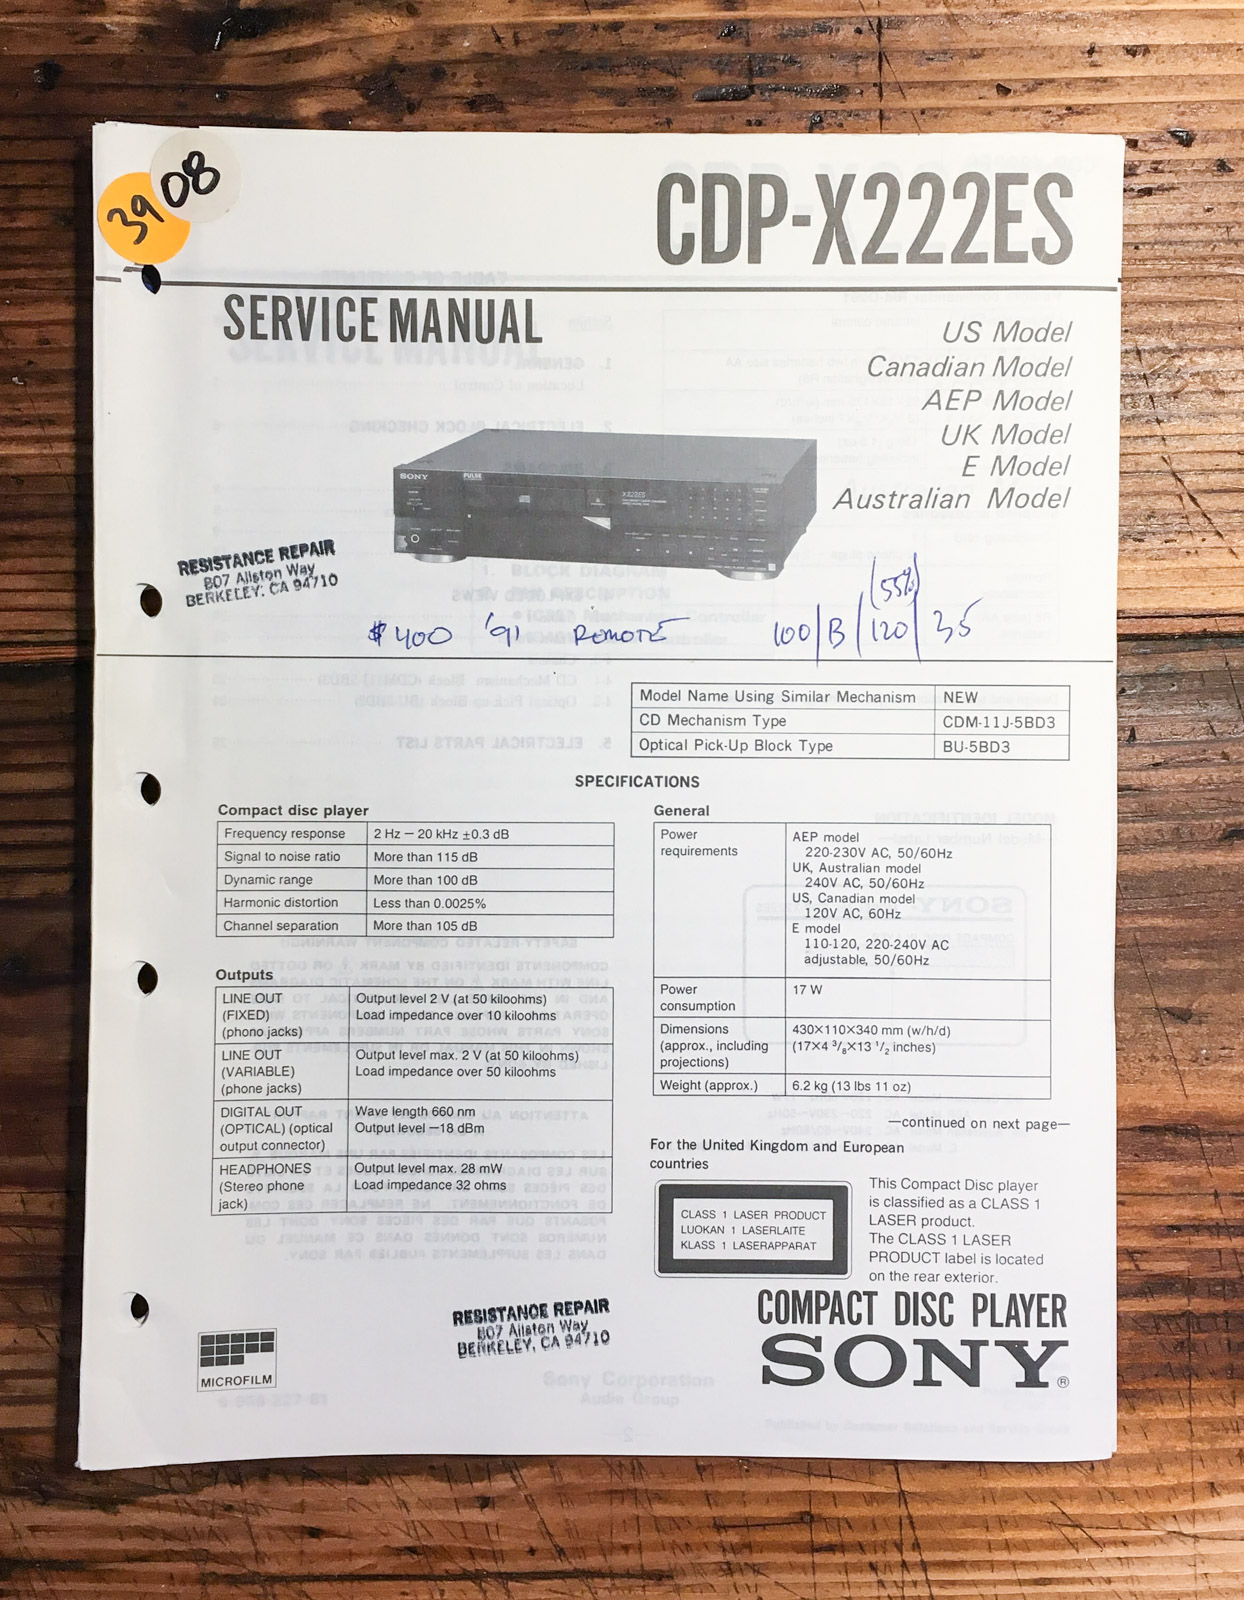 3908
CDP-X222ES
SERVICE MANUAL
US Model
Canadian Model
AEP Model
UK Model
E Model
Australian Model
SONY
PULSE
X222ES
RESISTANCE REPAIR
807 Allston Way
BERKELEY, CA 94710
$400 '91 REMOTE 100/B/120/35
(55%)
Model Name Using Similar Mechanism NEW
CD Mechanism Type CDM-11J-5BD3
Optical Pick-Up Block Type BU-5BD3
SPECIFICATIONS
Compact disc player
Frequency response 2 Hz – 20 kHz ±0.3 dB
Signal to noise ratio More than 115 dB
Dynamic range More than 100 dB
Harmonic distortion Less than 0.0025%
Channel separation More than 105 dB
Outputs
LINE OUT Output level 2 V (at 50 kiloohms)
(FIXED) Load impedance over 10 kiloohms
(phono jacks)
LINE OUT Output level max. 2 V (at 50 kiloohms)
(VARIABLE) Load impedance over 50 kiloohms
(phone jacks)
DIGITAL OUT Wave length 660 nm
(OPTICAL) (optical Output level –18 dBm
output connector)
HEADPHONES Output level max. 28 mW
(Stereo phone Load impedance 32 ohms
jack)
General
Power AEP model
requirements 220-230V AC, 50/60Hz
UK, Australian model
240V AC, 50/60Hz
US, Canadian model
120V AC, 60Hz
E model
110-120, 220-240V AC
adjustable, 50/60Hz
Power 17 W
consumption
Dimensions 430×110×340 mm (w/h/d)
(approx., including (17×4 3/8×13 1/2 inches)
projections)
Weight (approx.) 6.2 kg (13 lbs 11 oz)
—continued on next page—
For the United Kingdom and European
countries
CLASS 1 LASER PRODUCT
LUOKAN 1 LASERLAITE
KLASS 1 LASERAPPARAT
This Compact Disc player
is classified as a CLASS 1
LASER product.
The CLASS 1 LASER
PRODUCT label is located
on the rear exterior.
MICROFILM
RESISTANCE REPAIR
807 Allston Way
BERKELEY, CA 94710
COMPACT DISC PLAYER
SONY®